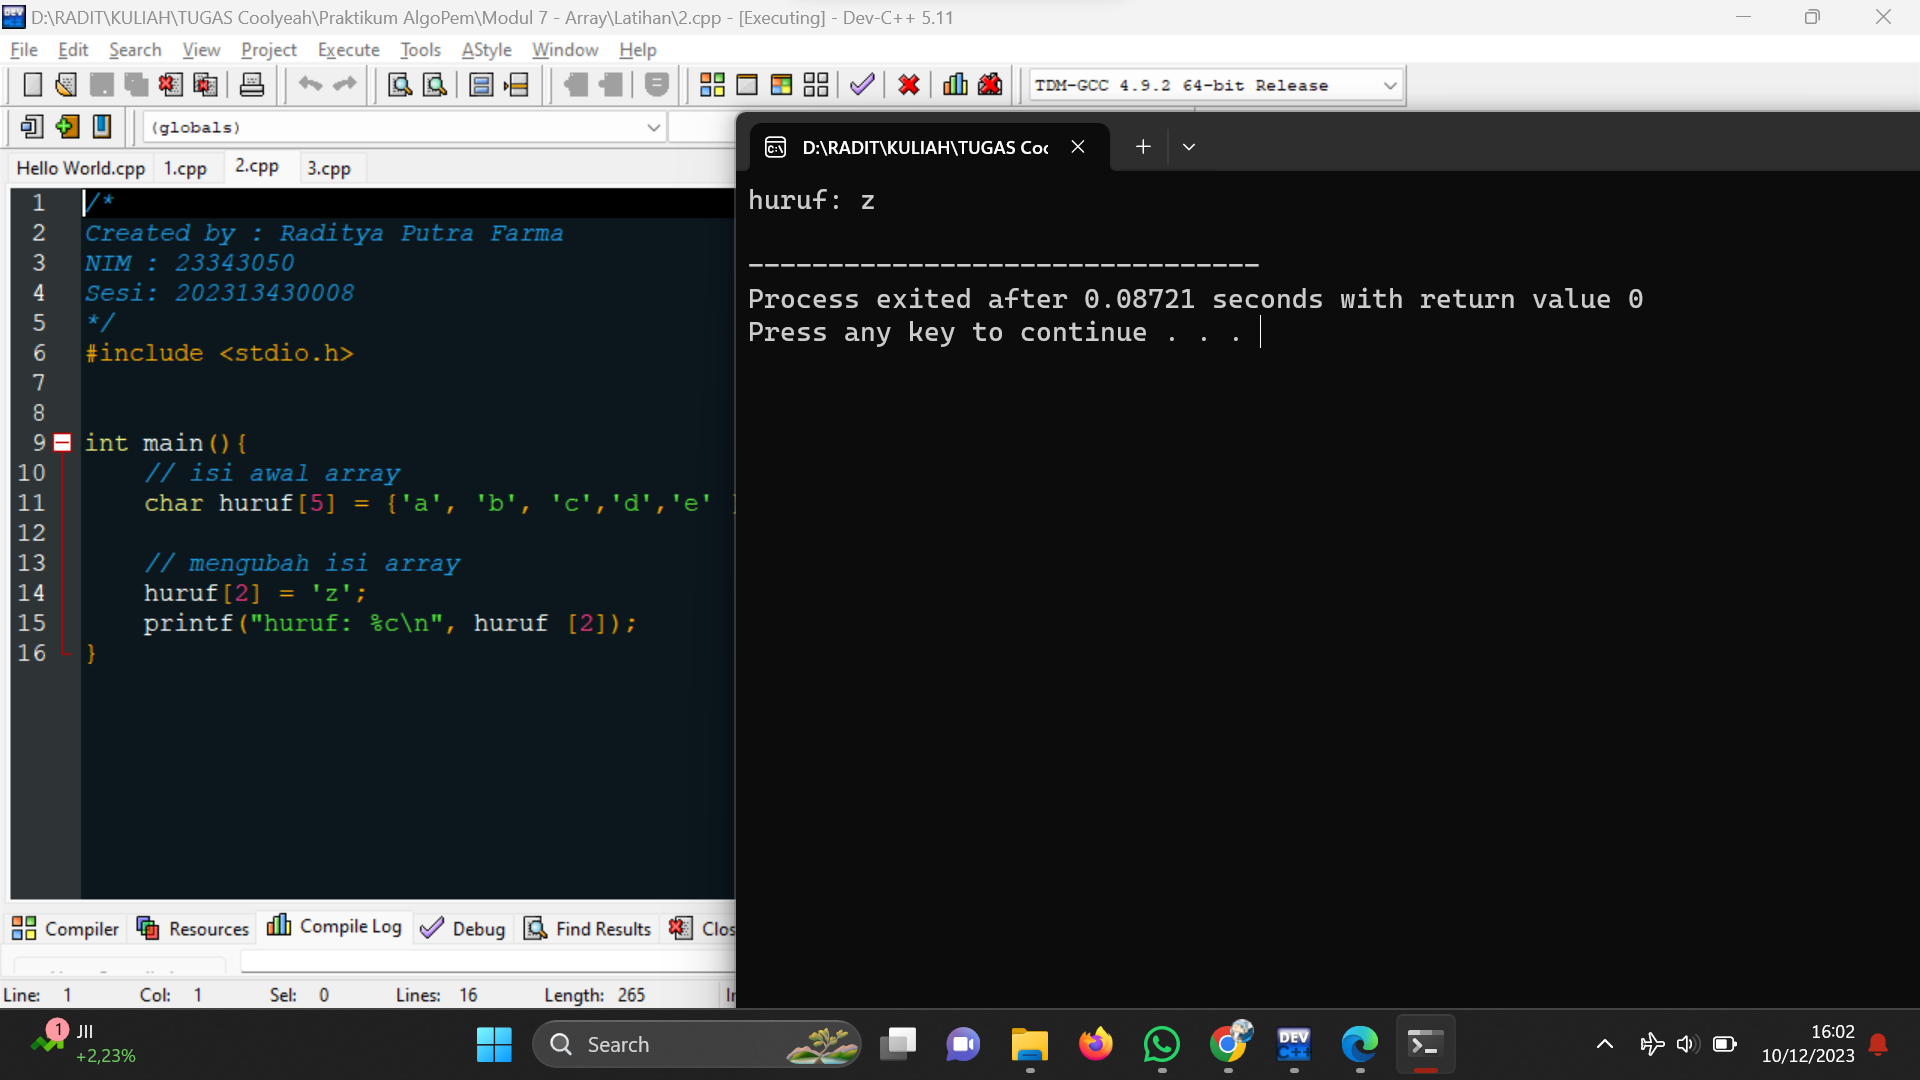 D:\RADIT\KULIAH\TUGAS Coolyeah\Praktikum AlgoPem\Modul 7 - Array\Latihan\2.cpp - [Executing] - Dev-C++ 5.11
File Edit Search View Project Execute Tools AStyle Window Help
TDM-GCC 4.9.2 64-bit Release
(globals)
Hello World.cpp 1.cpp 2.cpp 3.cpp
1 /*
2 Created by : Raditya Putra Farma
3 NIM : 23343050
4 Sesi: 202313430008
5 */
6 #include <stdio.h>
7
8
9 int main(){
10 // isi awal array
11 char huruf[5] = {'a', 'b', 'c','d','e'
12
13 // mengubah isi array
14 huruf[2] = 'z';
15 printf("huruf: %c\n", huruf [2]);
16 }
D:\RADIT\KULIAH\TUGAS Coc
huruf: z
--------------------------------
Process exited after 0.08721 seconds with return value 0
Press any key to continue . . .
Compiler Resources Compile Log Debug Find Results Clos
Line: 1 Col: 1 Sel: 0 Lines: 16 Length: 265 In
1
JII
+2,23%
Search
DEV C++
16:02
10/12/2023